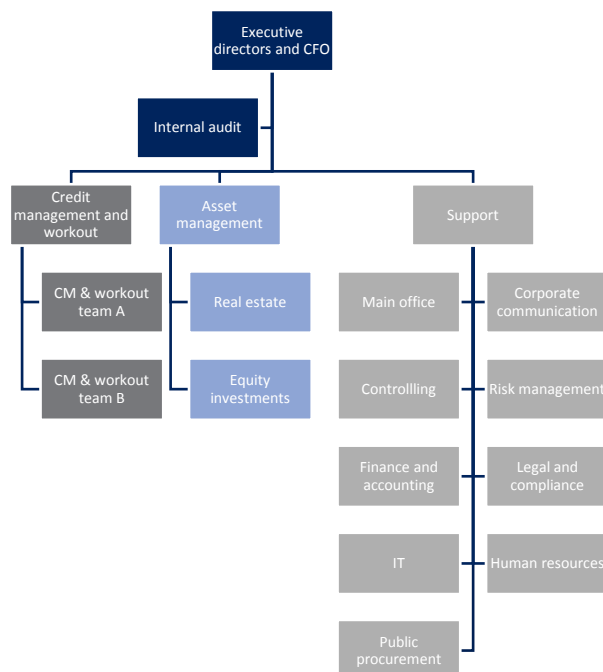 Executive
directors and CFO
Internal audit
Credit
management and
workout
Asset
management
Support
CM & workout
team A
Real estate
Main office
Corporate
communication
CM & workout
team B
Equity
investments
Controllling
Risk management
Finance and
accounting
Legal and
compliance
IT
Human resources
Public
procurement